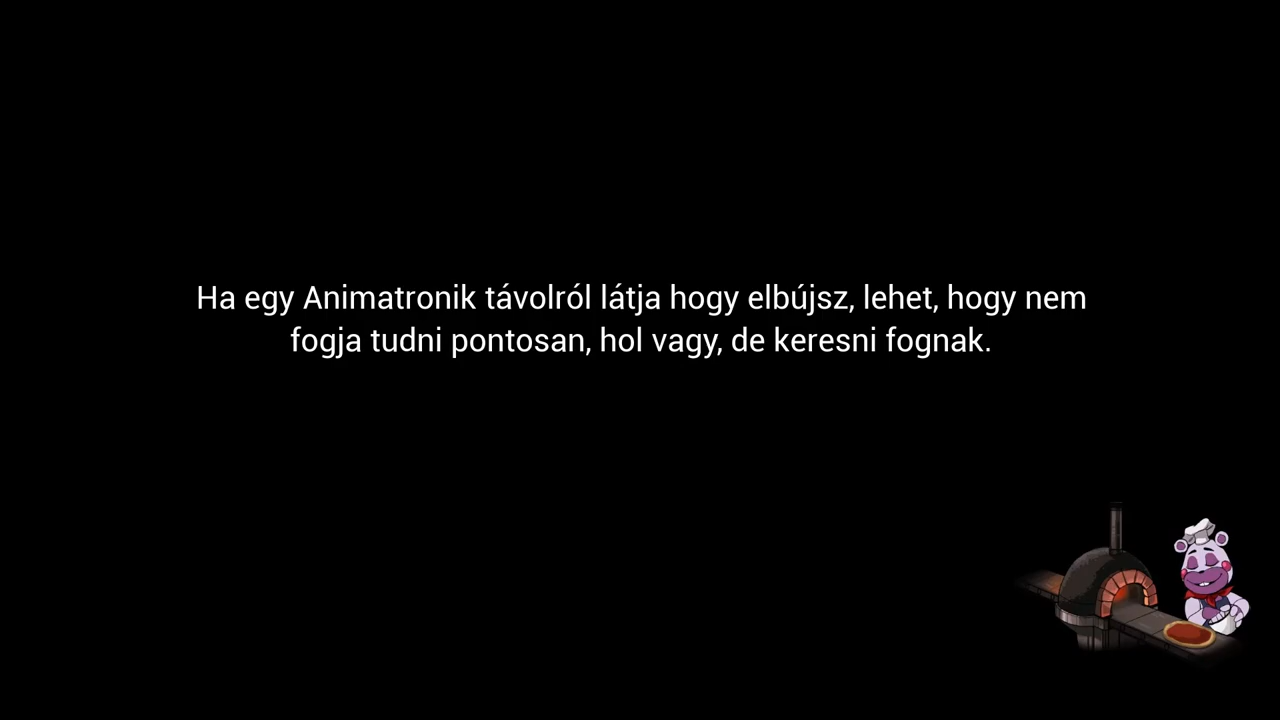 Ha egy Animatronik távolról látja hogy elbújsz, lehet, hogy nem
fogja tudni pontosan, hol vagy, de keresni fognak.